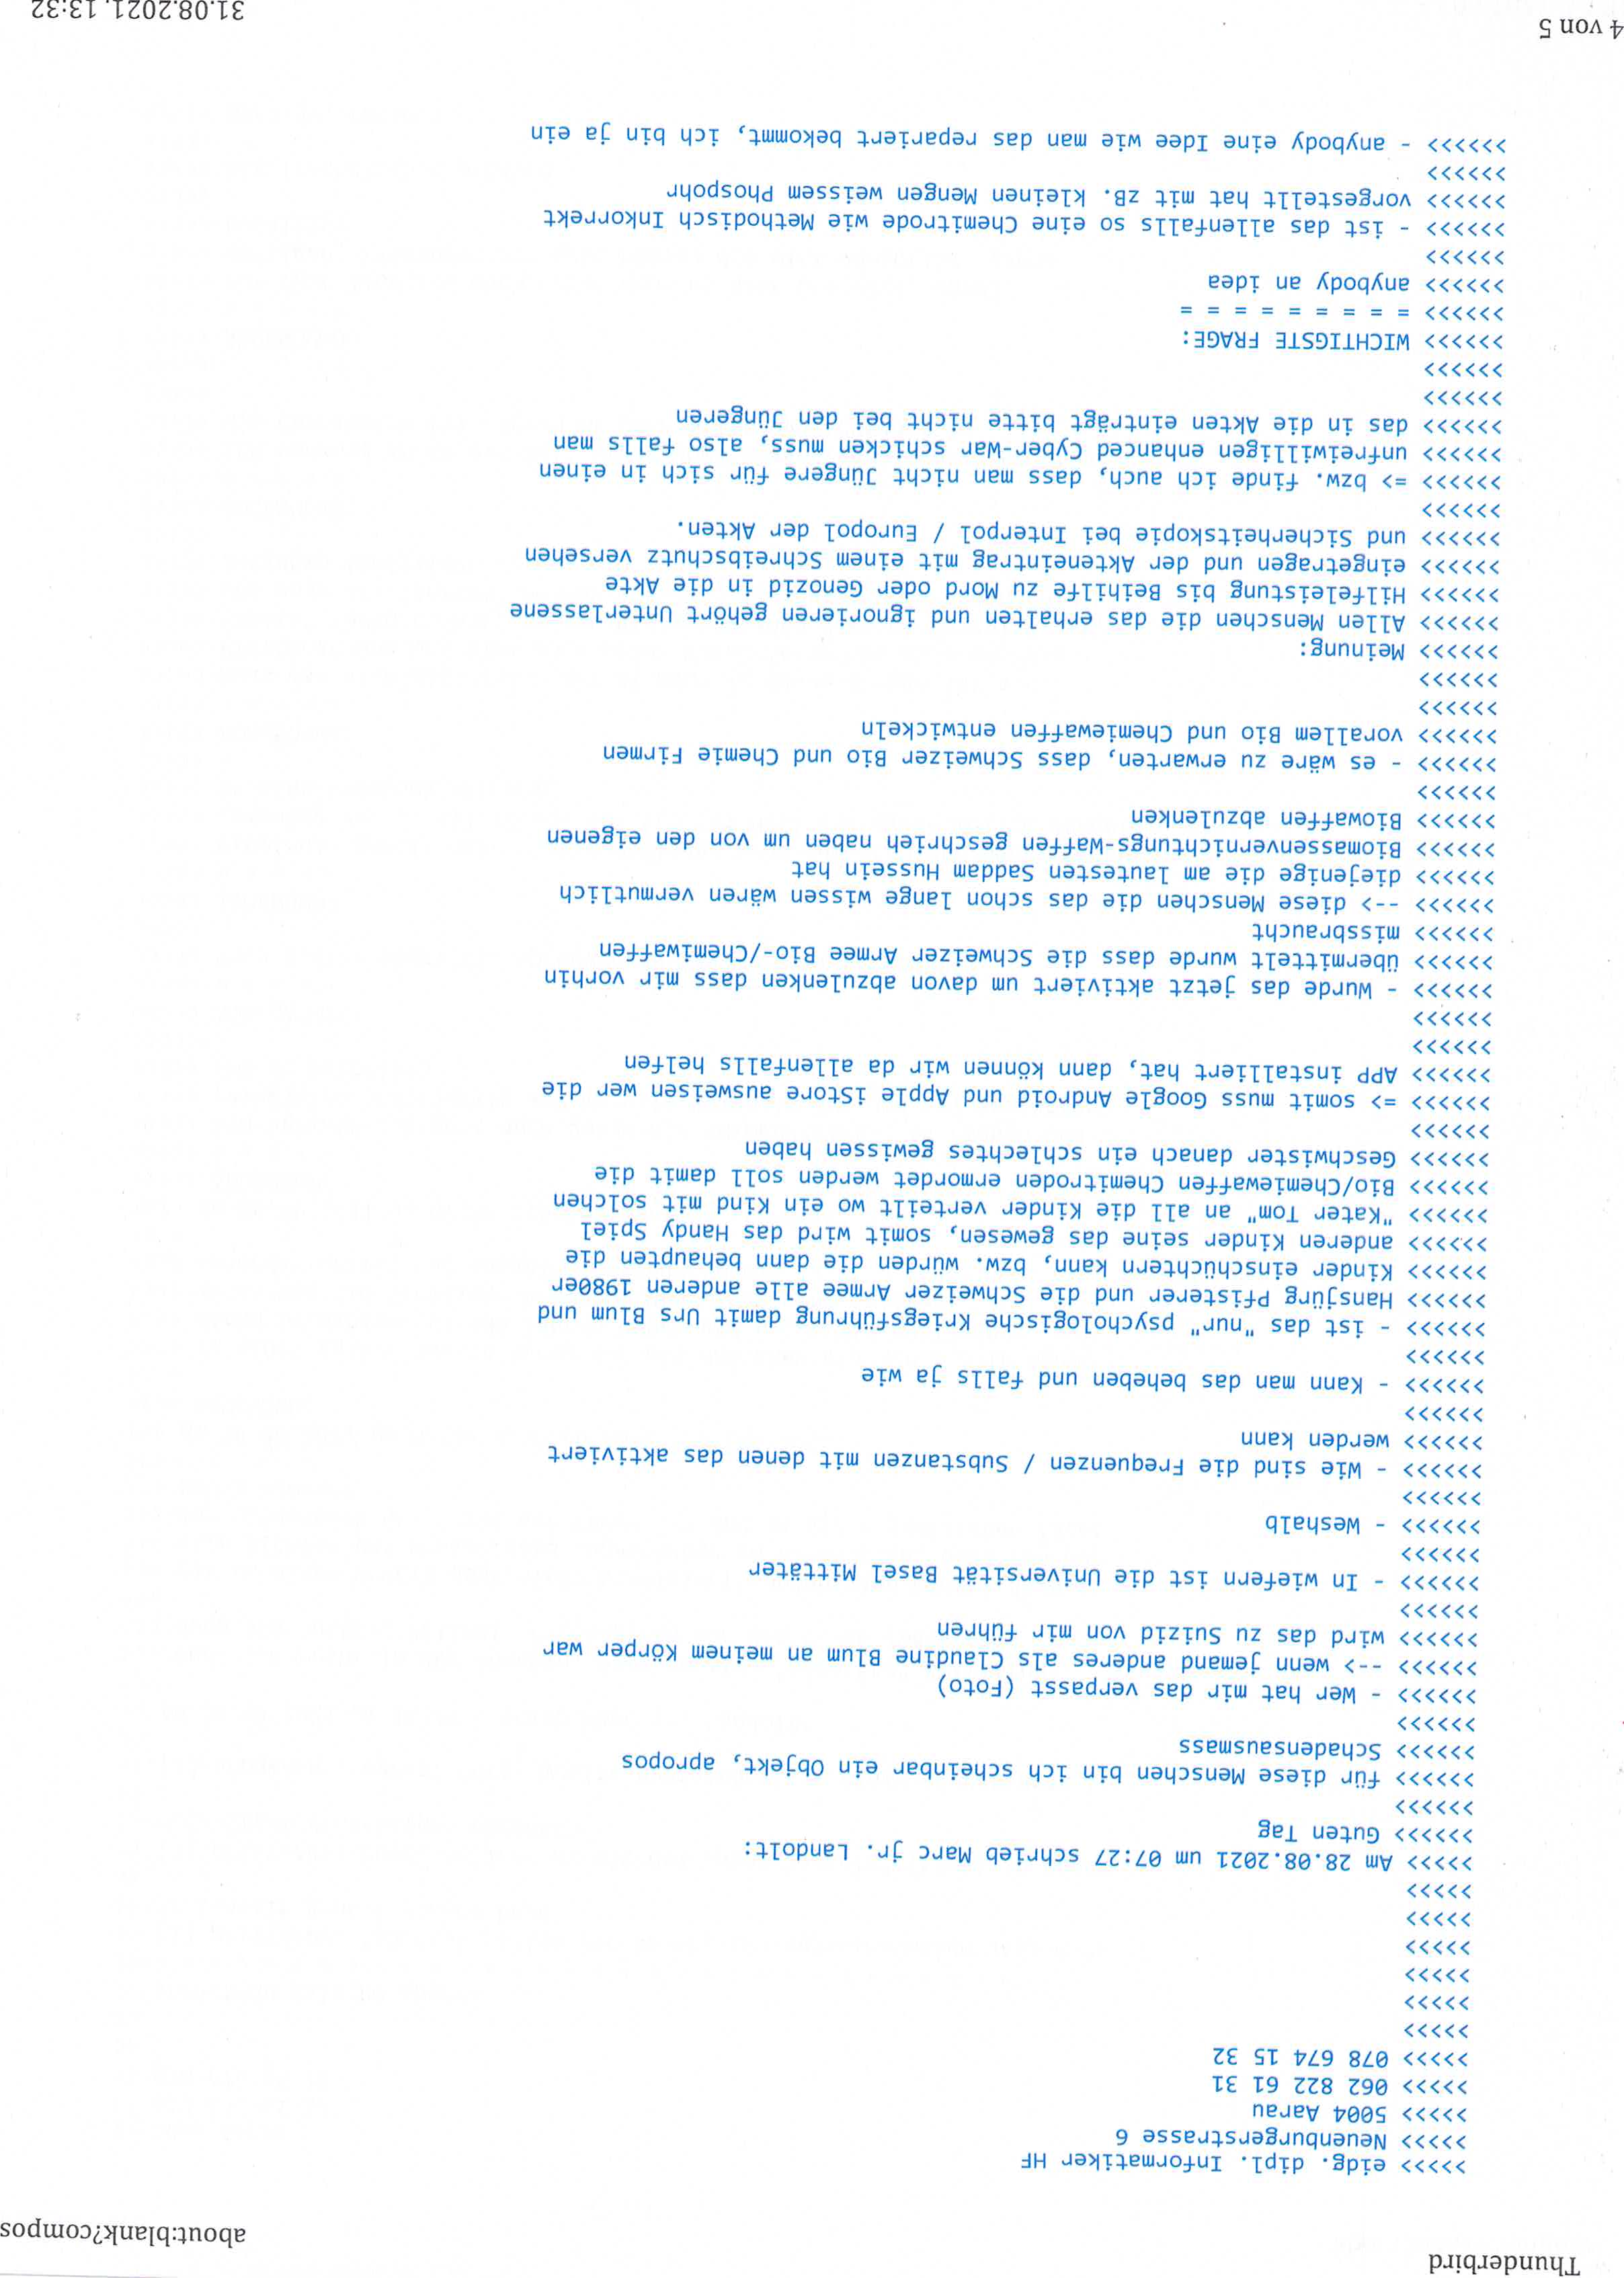 Thunderbird
about:blank?compos
>>>>> eidg. dipl. Informatiker HF
>>>>> Neuenburgerstrasse 6
>>>>> 5004 Aarau
>>>>> 062 822 61 31
>>>>> 078 674 15 32
>>>>>
>>>>>
>>>>>
>>>>>
>>>>>
>>>>>
>>>>> Am 28.08.2021 um 07:27 schrieb Marc jr. Landolt:
>>>>>> Guten Tag
>>>>>>
>>>>>> für diese Menschen bin ich scheinbar ein Objekt, apropos
>>>>>> Schadensausmass
>>>>>>
>>>>>> - Wer hat mir das verpasst (Foto)
>>>>>> --> wenn jemand anderes als Claudine Blum an meinem Körper war
>>>>>> wird das zu Suizid von mir führen
>>>>>>
>>>>>> - In wiefern ist die Universität Basel Mittäter
>>>>>>
>>>>>> - Weshalb
>>>>>>
>>>>>> - Wie sind die Frequenzen / Substanzen mit denen das aktiviert
>>>>>> werden kann
>>>>>>
>>>>>> - Kann man das beheben und falls ja wie
>>>>>>
>>>>>> - ist das "nur" psychologische Kriegsführung damit Urs Blum und
>>>>>> Hansjürg Pfisterer und die Schweizer Armee alle anderen 1980er
>>>>>> Kinder einschüchtern kann, bzw. würden die dann behaupten die
>>>>>> anderen Kinder seine das gewesen, somit wird das Handy Spiel
>>>>>> "Kater Tom" an all die Kinder verteilt wo ein Kind mit solchen
>>>>>> Bio/Chemiewaffen Chemitroden ermordet werden soll damit die
>>>>>> Geschwister danach ein schlechtes gewissen haben
>>>>>>
>>>>>> => somit muss Google Android und Apple iStore ausweisen wer die
>>>>>> APP installiert hat, dann können wir da allenfalls helfen
>>>>>>
>>>>>>
>>>>>> - Wurde das jetzt aktiviert um davon abzulenken dass mir vorhin
>>>>>> übermittelt wurde dass die Schweizer Armee Bio-/Chemiwaffen
>>>>>> missbraucht
>>>>>> --> diese Menschen die das schon lange wissen wären vermutlich
>>>>>> diejenige die am lautesten Saddam Hussein hat
>>>>>> Biomassenvernichtungs-Waffen geschrieh naben um von den eigenen
>>>>>> Biowaffen abzulenken
>>>>>>
>>>>>> - es wäre zu erwarten, dass Schweizer Bio und Chemie Firmen
>>>>>> vorallem Bio und Chemiewaffen entwickeln
>>>>>>
>>>>>>
>>>>>> Meinung:
>>>>>> Allen Menschen die das erhalten und ignorieren gehört Unterlassene
>>>>>> Hilfeleistung bis Beihilfe zu Mord oder Genozid in die Akte
>>>>>> eingetragen und der Akteneintrag mit einem Schreibschutz versehen
>>>>>> und Sicherheitskopie bei Interpol / Europol der Akten.
>>>>>>
>>>>>> => bzw. finde ich auch, dass man nicht Jüngere für sich in einen
>>>>>> unfreiwilligen enhanced Cyber-War schicken muss, also falls man
>>>>>> das in die Akten einträgt bitte nicht bei den Jüngeren
>>>>>>
>>>>>>
>>>>>> WICHTIGSTE FRAGE:
>>>>>> = = = = = = = = =
>>>>>> anybody an idea
>>>>>>
>>>>>> - ist das allenfalls so eine Chemitrode wie Methodisch Inkorrekt
>>>>>> vorgestellt hat mit zB. kleinen Mengen weissem Phospohr
>>>>>>
>>>>>> - anybody eine Idee wie man das repariert bekommt, ich bin ja ein
4 von 5
31.08.2021, 13:32